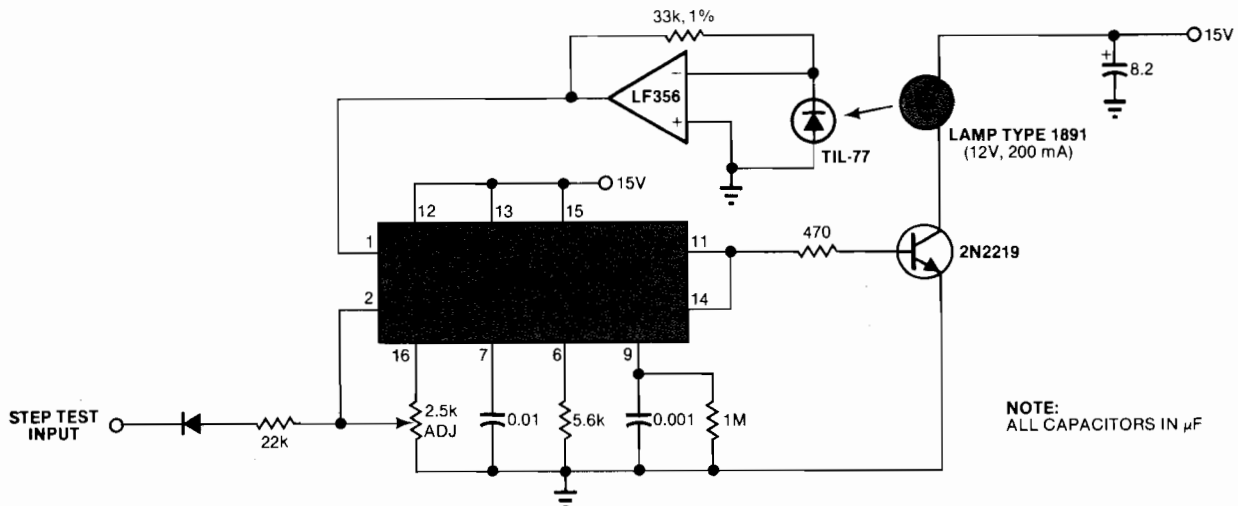 33k, 1%
15V
+
8.2
LF356
−
+
TIL-77
LAMP TYPE 1891
(12V, 200 mA)
15V
12
13
15
1
11
470
2N2219
2
14
16
7
6
9
STEP TEST
INPUT
22k
2.5k
ADJ
0.01
5.6k
0.001
1M
NOTE:
ALL CAPACITORS IN µF